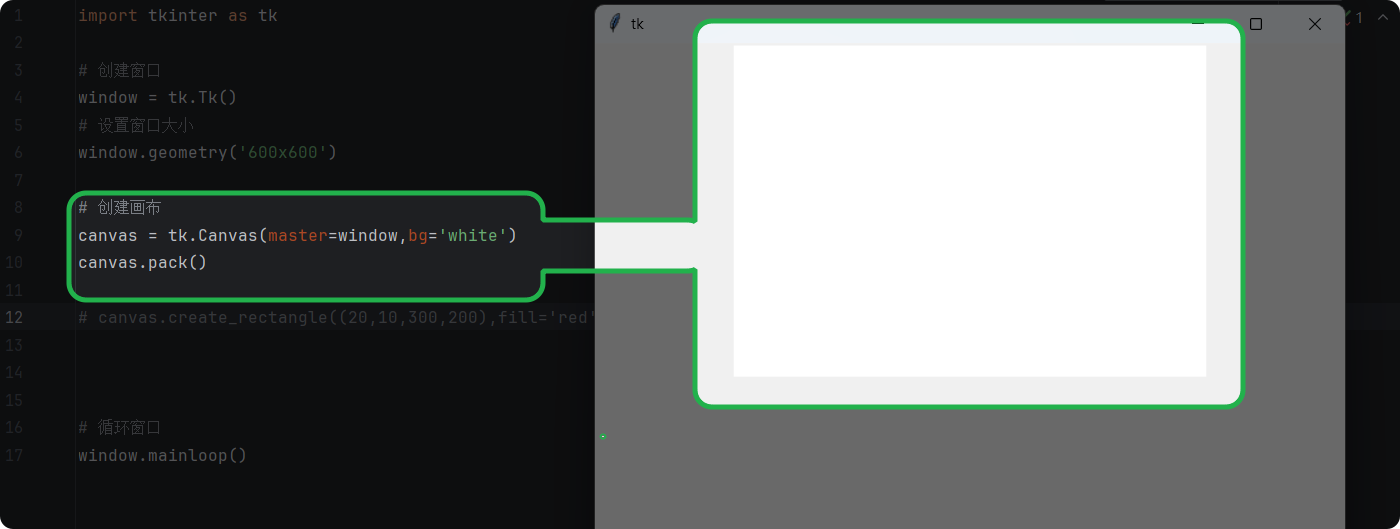 1 import tkinter as tk
2
3 # 创建窗口
4 window = tk.Tk()
5 # 设置窗口大小
6 window.geometry('600x600')
7
8 # 创建画布
9 canvas = tk.Canvas(master=window,bg='white')
10 canvas.pack()
11
12 # canvas.create_rectangle((20,10,300,200),fill='red'
13
14
15
16 # 循环窗口
17 window.mainloop()
tk
1